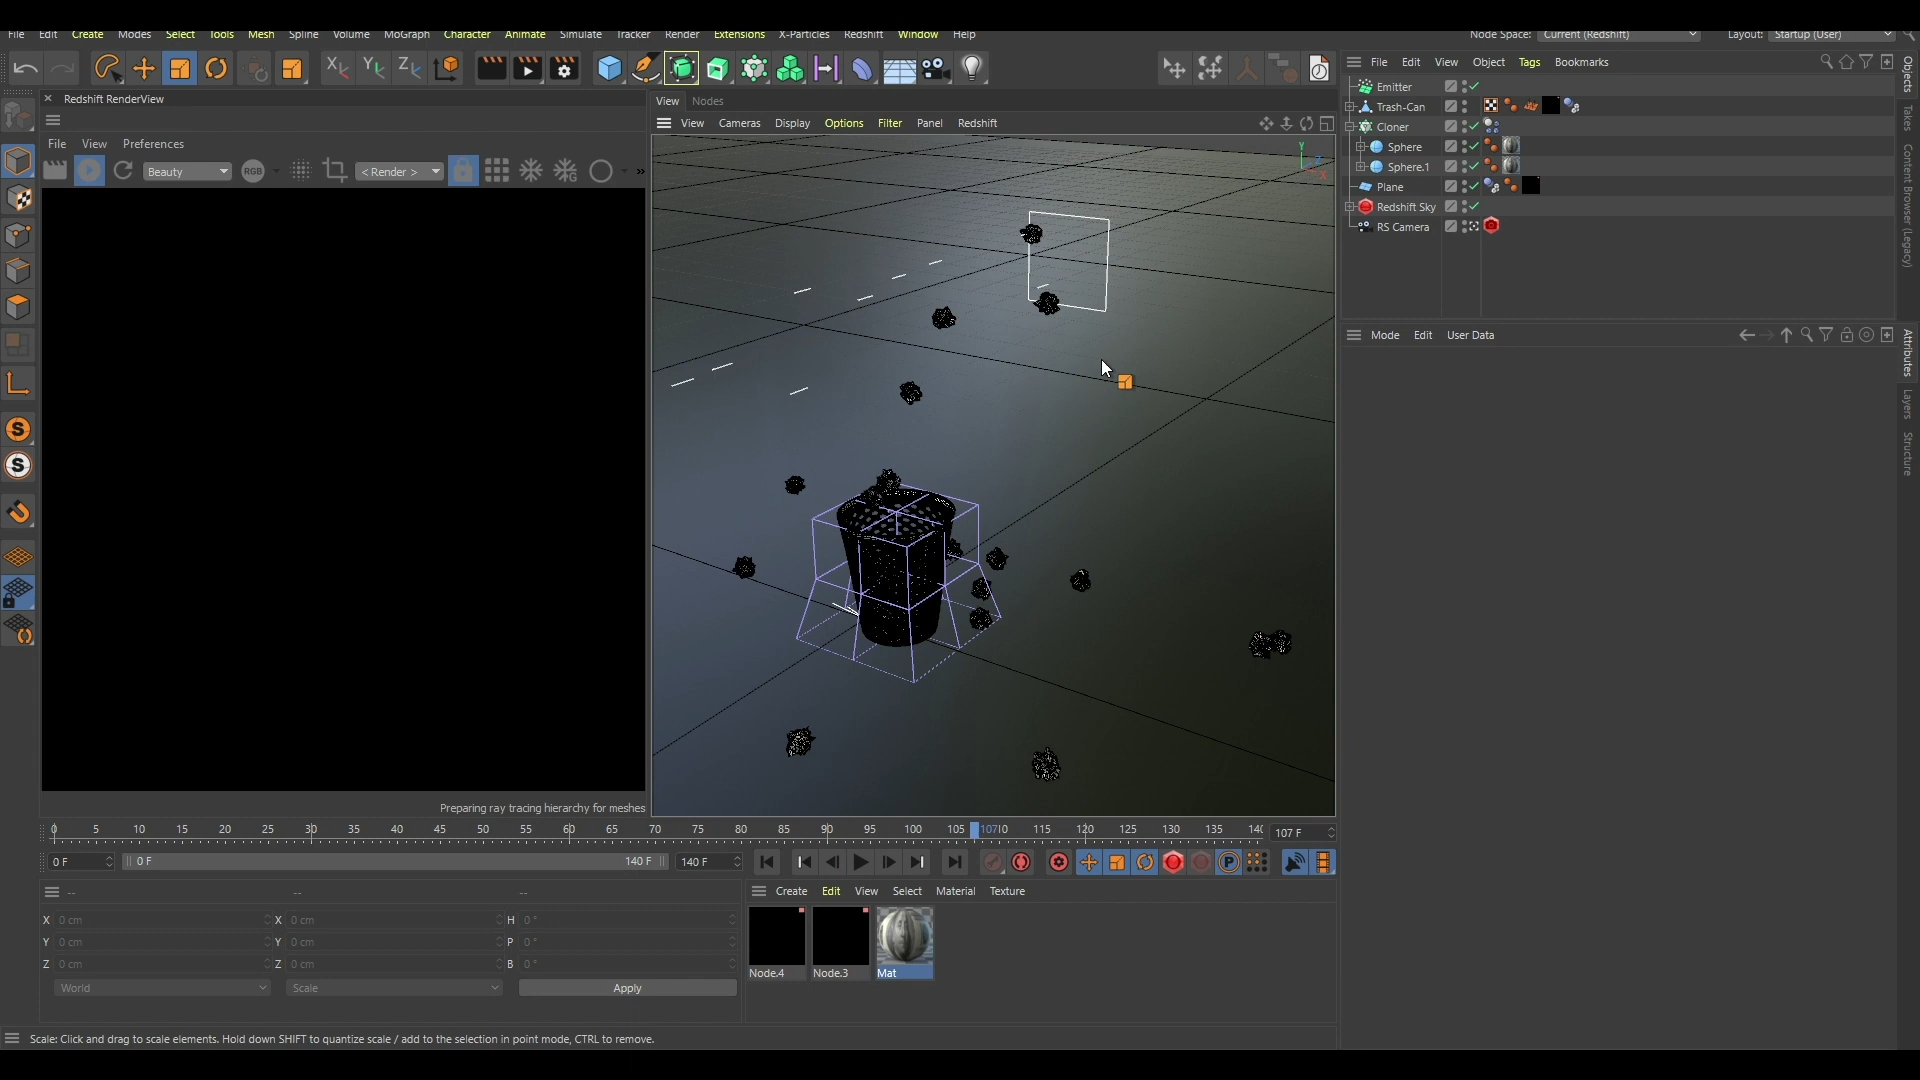 File Edit Create Modes Select Tools Mesh Spline Volume MoGraph Character Animate Simulate Tracker Render Extensions X-Particles Redshift Window Help Node Space: Current (Redshift) Layout: Startup (User)
Redshift RenderView
File View Preferences
Beauty RGB < Render > »
Preparing ray tracing hierarchy for meshes
View Nodes
View Cameras Display Options Filter Panel Redshift
Y
Z
X
File Edit View Object Tags Bookmarks
Emitter
Trash-Can
Cloner
Sphere
Sphere.1
Plane
Redshift Sky
RS Camera
Mode Edit User Data
Objects
Takes
Content Browser (Legacy)
Attributes
Layers
Structure
0 5 10 15 20 25 30 35 40 45 50 55 60 65 70 75 80 85 90 95 100 105 10710 115 120 125 130 135 140 107 F
0 F 0 F 140 F 140 F
-- -- --
X 0 cm X 0 cm H 0 °
Y 0 cm Y 0 cm P 0 °
Z 0 cm Z 0 cm B 0 °
World Scale Apply
Create Edit View Select Material Texture
Node.4 Node.3 Mat
Scale: Click and drag to scale elements. Hold down SHIFT to quantize scale / add to the selection in point mode, CTRL to remove.